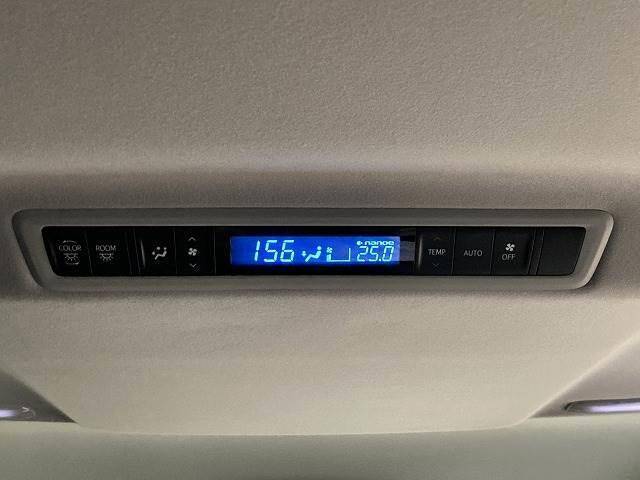 COLOR
ROOM
156
nanoe
25.0
TEMP
AUTO
OFF